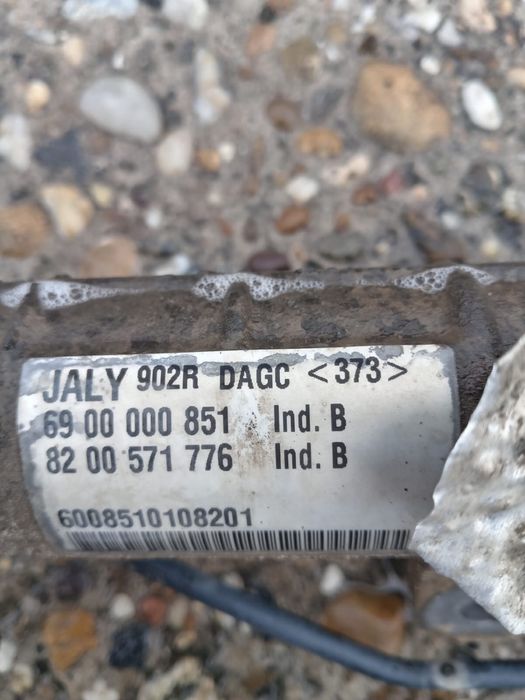 JALY 902R DAGC <373>
69 00 000 851 Ind. B
82 00 571 776 Ind. B
6008510108201